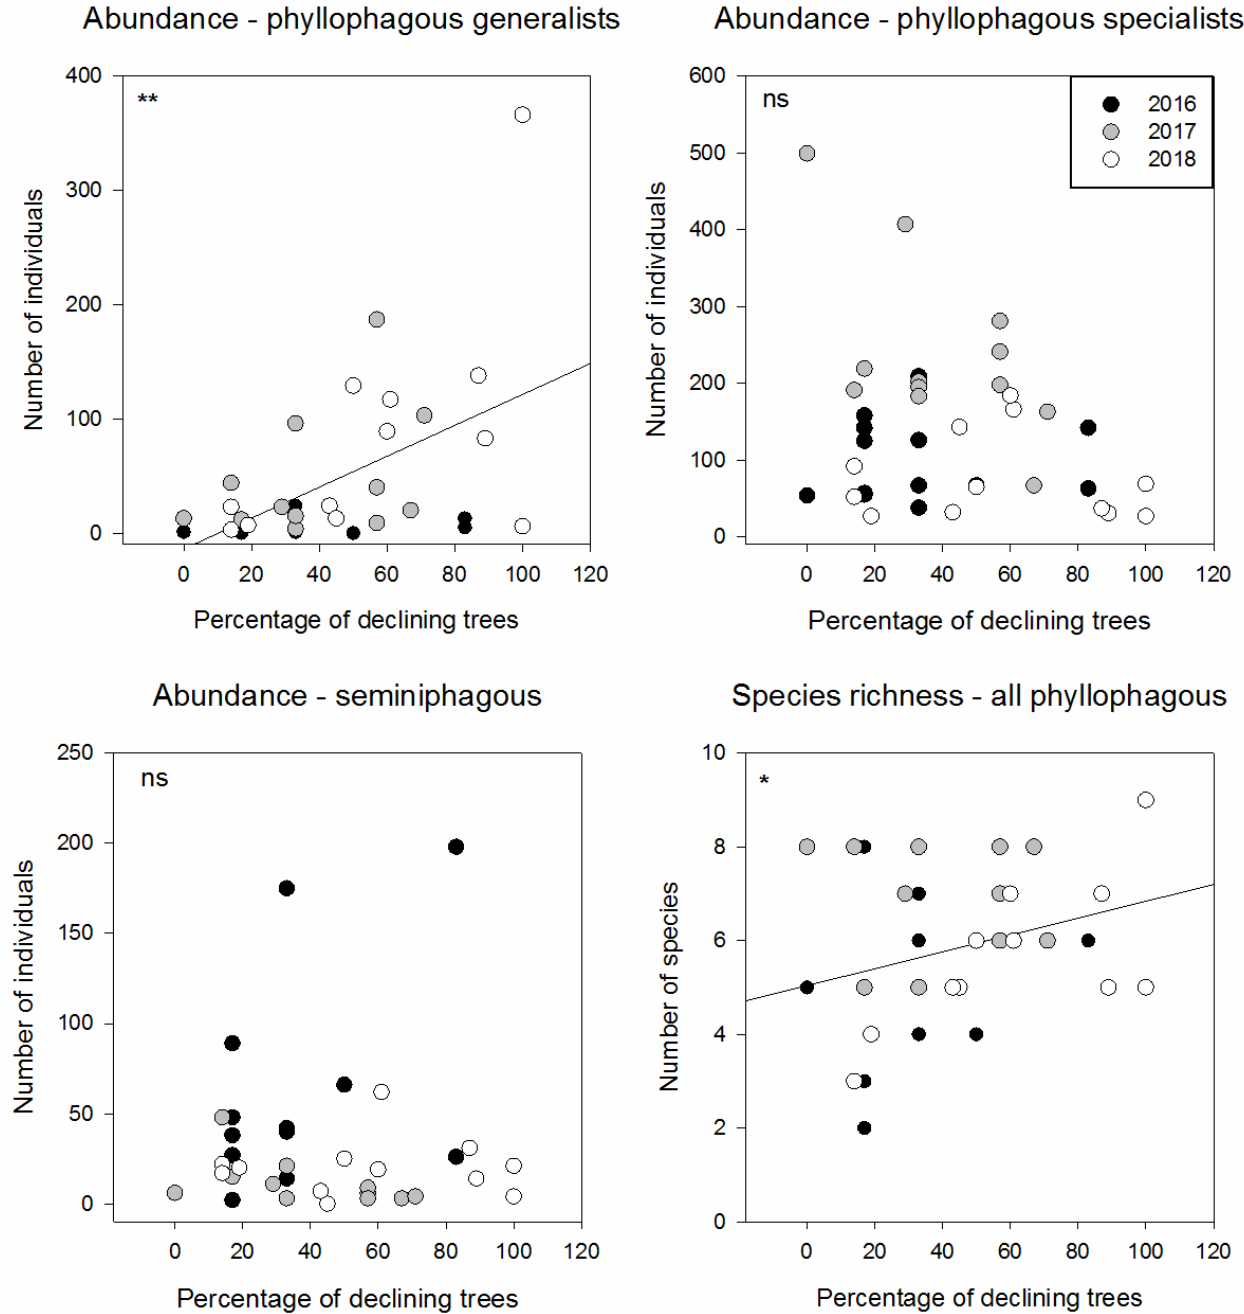 Abundance - phyllophagous generalists
**
Number of individuals
400
300
200
100
0
0 20 40 60 80 100 120
Percentage of declining trees
Abundance - phyllophagous specialists
ns
2016
2017
2018
Number of individuals
600
500
400
300
200
100
0
0 20 40 60 80 100 120
Percentage of declining trees
Abundance - seminiphagous
ns
Number of individuals
250
200
150
100
50
0
0 20 40 60 80 100 120
Percentage of declining trees
Species richness - all phyllophagous
*
Number of species
10
8
6
4
2
0
0 20 40 60 80 100 120
Percentage of declining trees